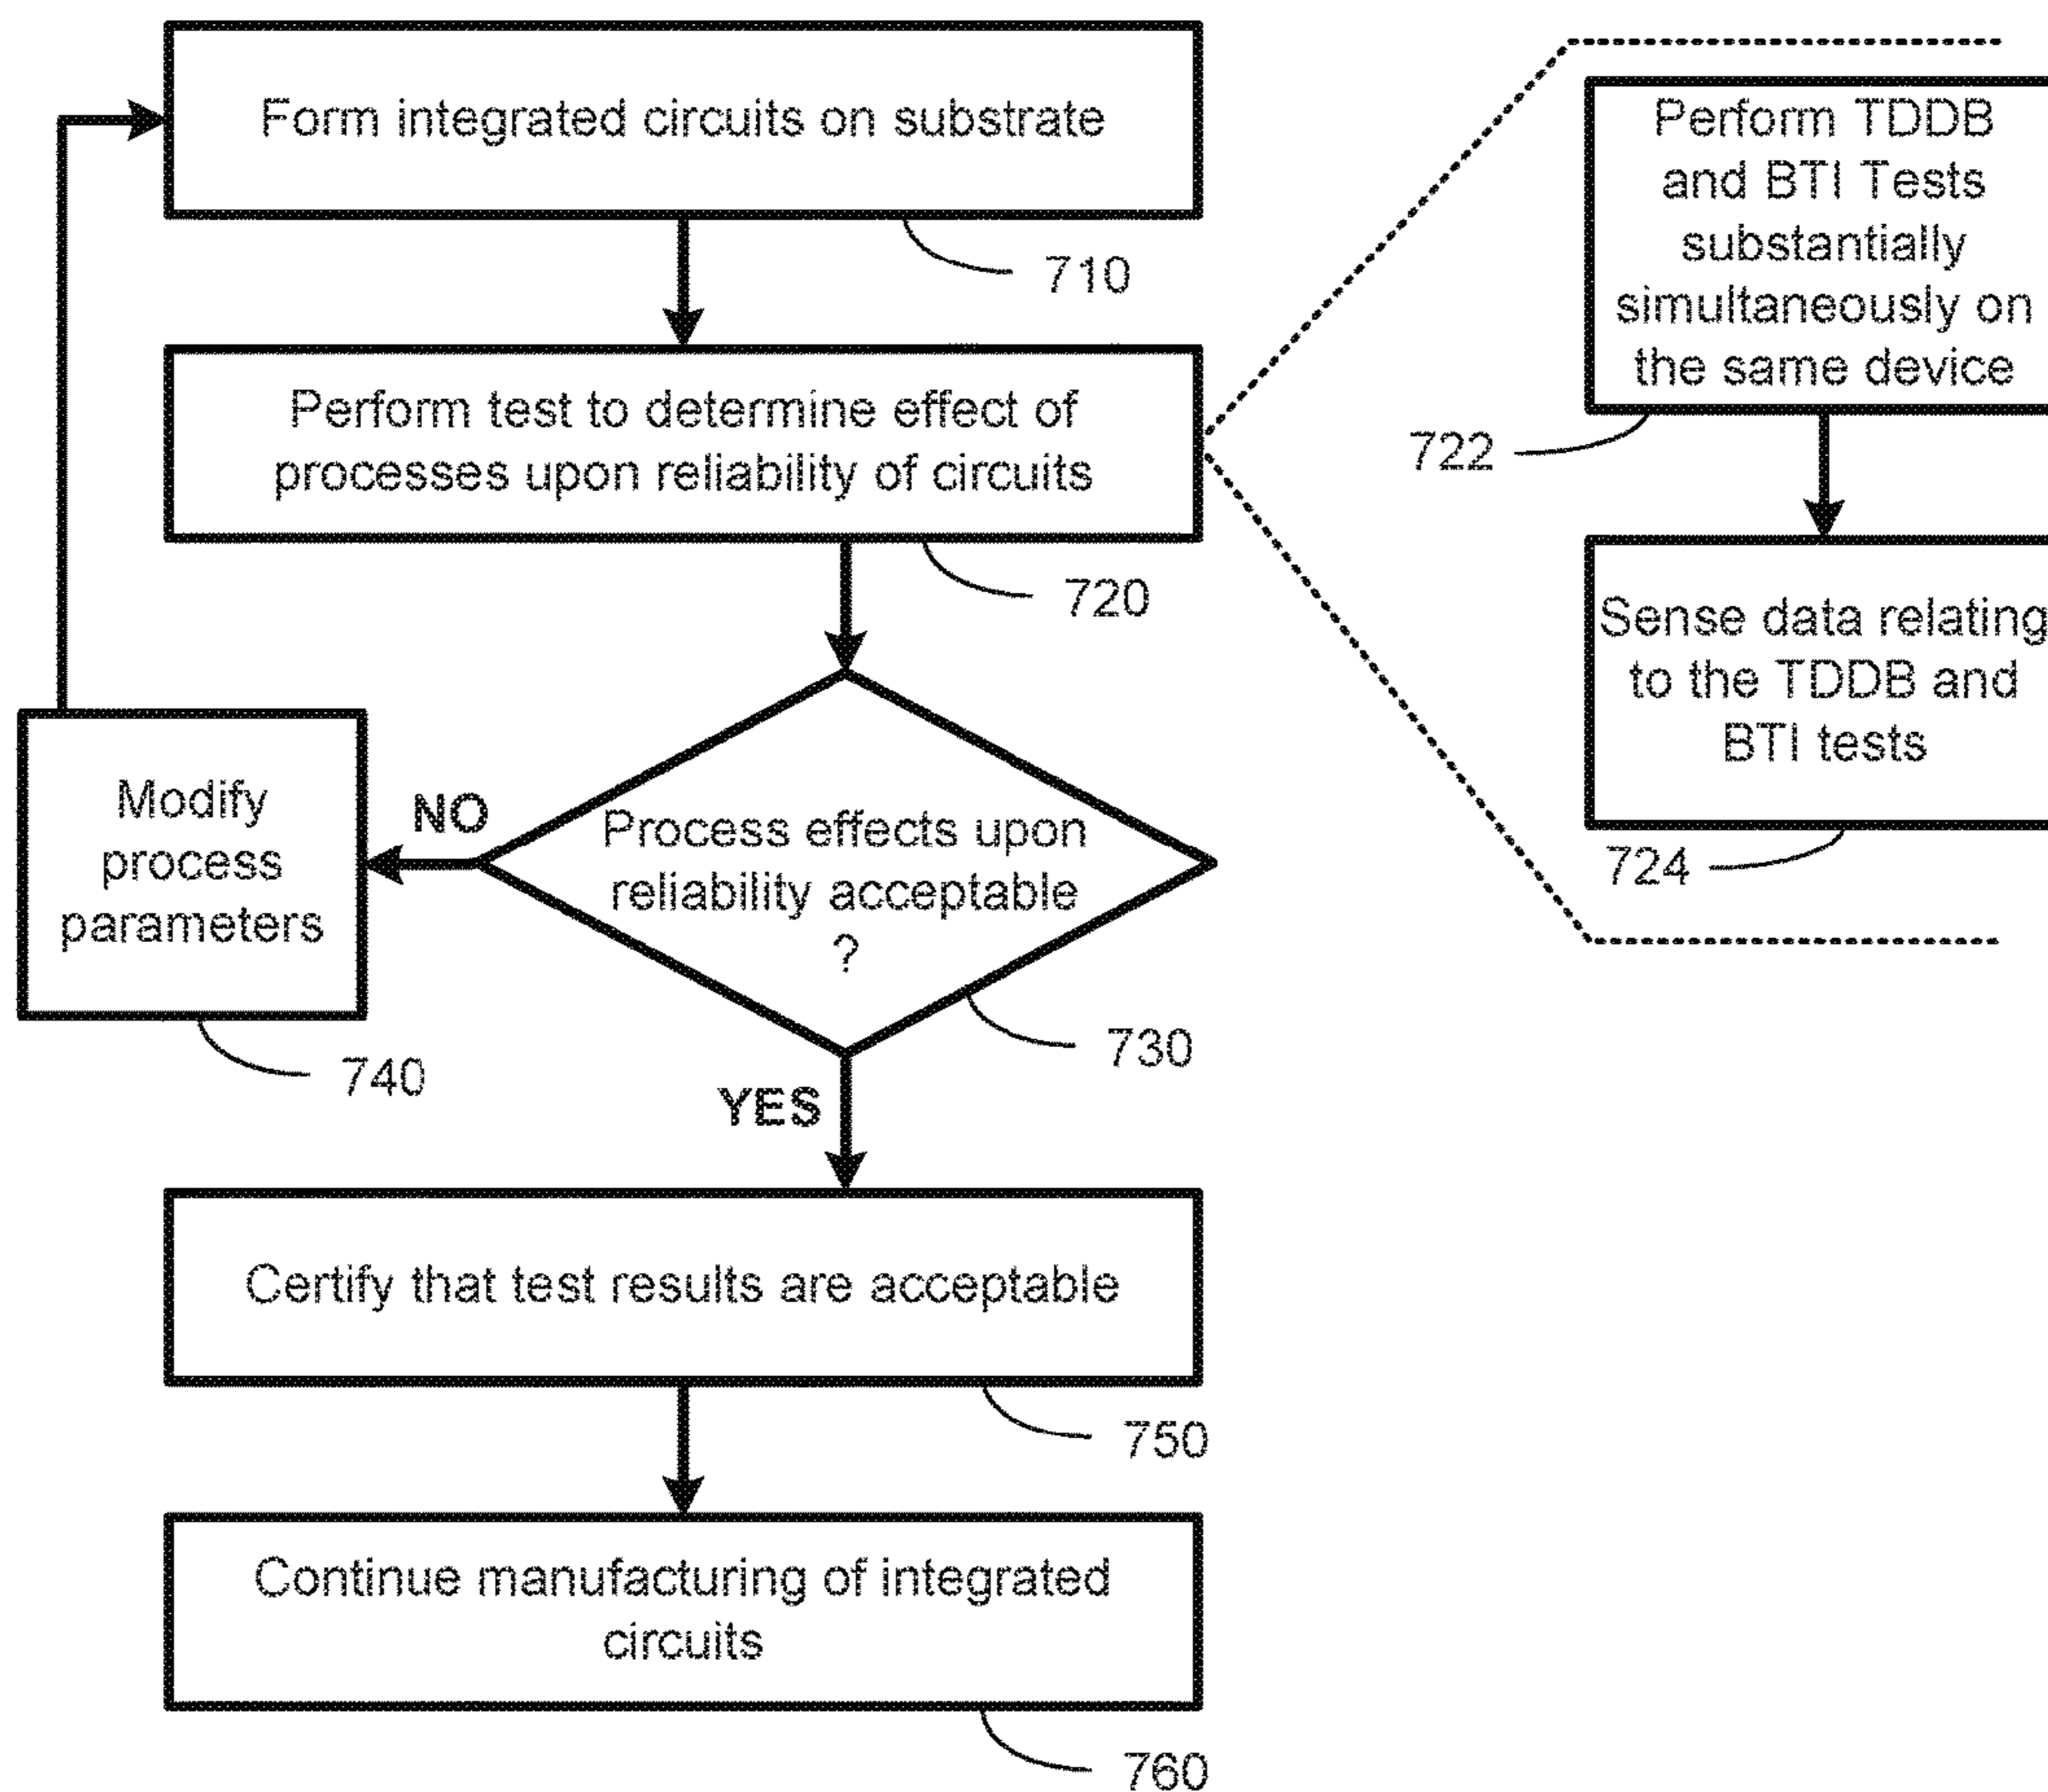 Form integrated circuits on substrate
710
Perform test to determine effect of
processes upon reliability of circuits
720
Perform TDDB
and BTI Tests
substantially
simultaneously on
the same device
722
Sense data relating
to the TDDB and
BTI tests
724
Process effects upon
reliability acceptable
?
730
NO
Modify
process
parameters
740
YES
Certify that test results are acceptable
750
Continue manufacturing of integrated
circuits
760